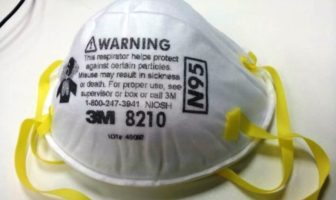 WARNING
This respirator helps protect
against certain particles.
Misuse may result in sickness
or death. For proper use, see
supervisor or box or call 3M
1-800-247-3941. NIOSH
N95
3M 8210